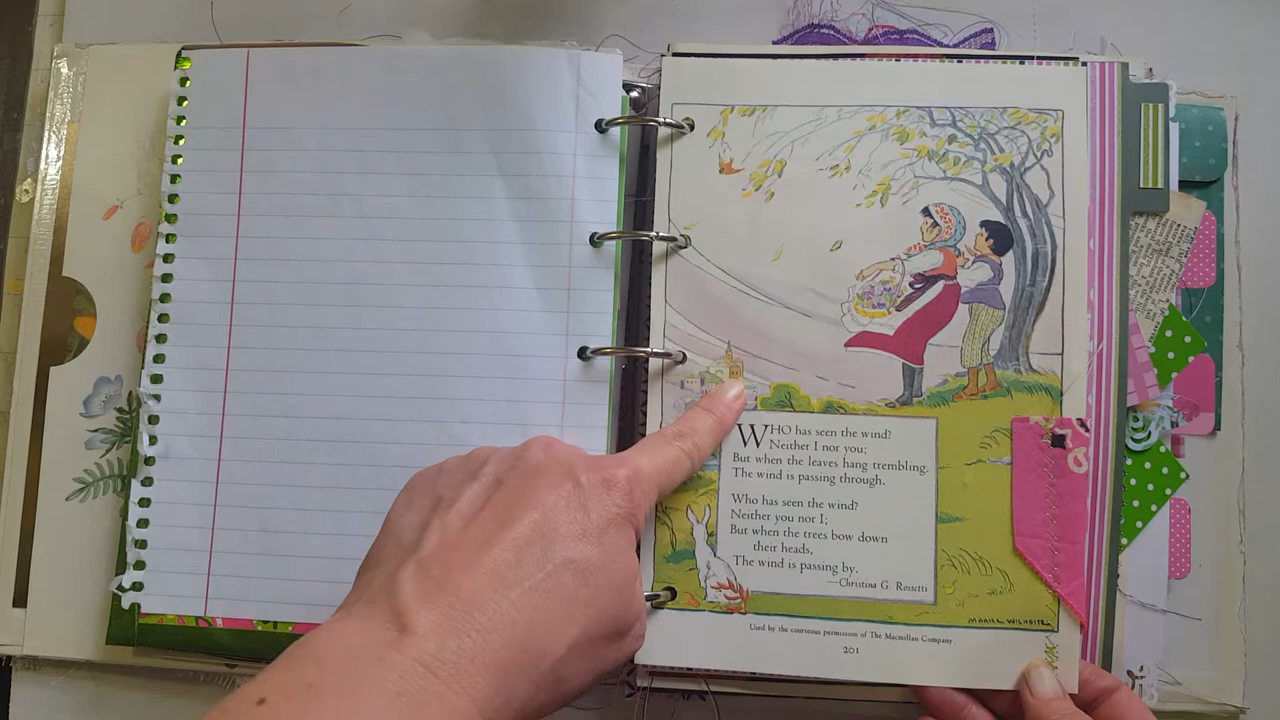 WHO has seen the wind?
Neither I nor you;
But when the leaves hang trembling,
The wind is passing through.
Who has seen the wind?
Neither you nor I;
But when the trees bow down
their heads,
The wind is passing by.
—Christina G. Rossetti
MARIEL WILHOITE
Used by the courteous permission of The Macmillan Company
201